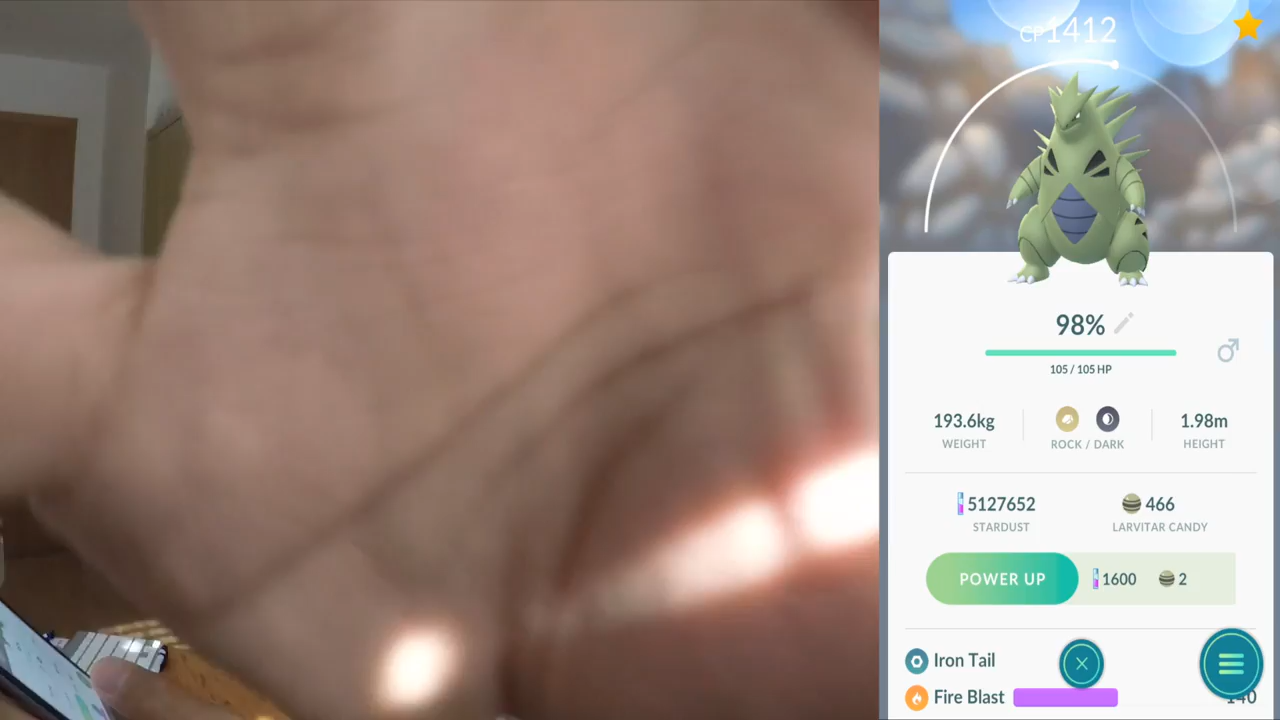 CP1412
98%
105 / 105 HP
193.6kg
WEIGHT
ROCK / DARK
1.98m
HEIGHT
5127652
STARDUST
466
LARVITAR CANDY
POWER UP
1600
2
Iron Tail
Fire Blast